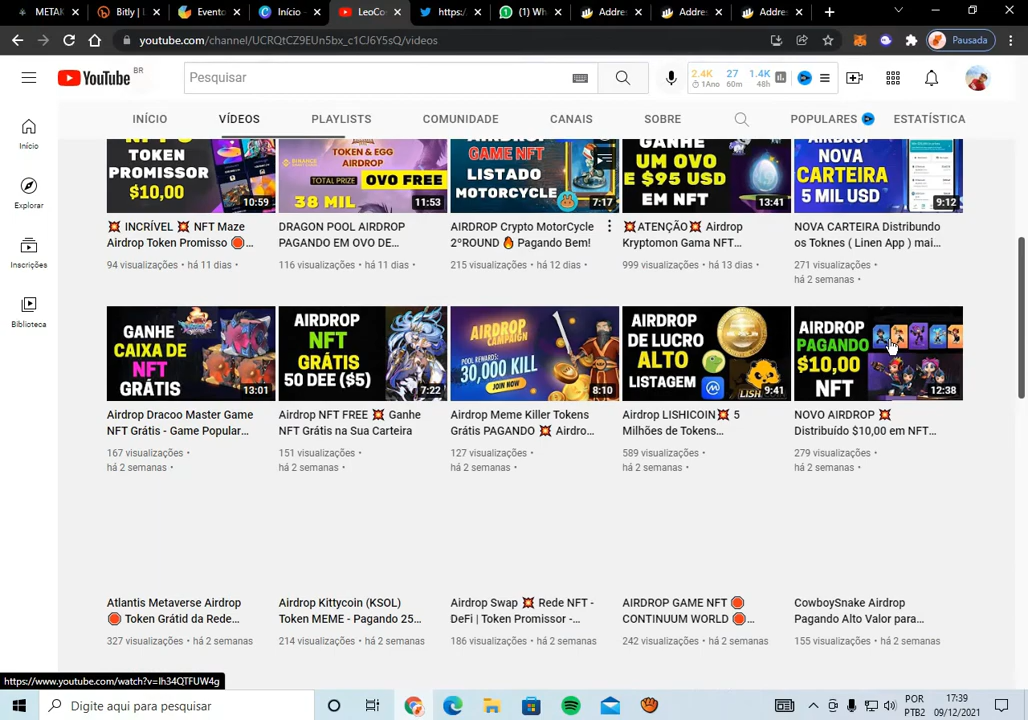 METAK
Bitly | L
Evento
Início -
LeoCo
https:/
(1) Wh
Addre
Addre
Addre
youtube.com/channel/UCRQtCZ9EUn5bx_c1CJ6Y5sQ/videos
Pausada
YouTube BR
Pesquisar
2.4K 27 1.4K
1Ano 60m 48h
INÍCIO VÍDEOS PLAYLISTS COMUNIDADE CANAIS SOBRE POPULARES ESTATÍSTICA
Início
Explorar
Inscrições
Biblioteca
TOKEN
PROMISSOR
$10,00
10:59
TOKEN & EGG
AIRDROP
BINANCE
TOTAL PRIZE OVO FREE
38 MIL
11:53
GAME NFT
LISTADO
MOTORCYCLE
7:17
GANHE
UM OVO
E $95 USD
EM NFT
13:41
AIRDROP
NOVA
CARTEIRA
5 MIL USD
9:12
💥 INCRÍVEL 💥 NFT Maze
Airdrop Token Promisso 🔴...
94 visualizações • há 11 dias •
DRAGON POOL AIRDROP
PAGANDO EM OVO DE...
116 visualizações • há 11 dias •
AIRDROP Crypto MotorCycle
2ºROUND 🔥 Pagando Bem!
215 visualizações • há 12 dias •
💥ATENÇÃO💥 Airdrop
Kryptomon Gama NFT...
999 visualizações • há 13 dias •
NOVA CARTEIRA Distribundo
os Toknes ( Linen App ) mai...
271 visualizações •
há 2 semanas •
GANHE
CAIXA DE
NFT
GRÁTIS
13:01
AIRDROP
NFT
GRÁTIS
50 DEE ($5)
7:22
AIRDROP
CAMPAIGN
POOL REWARDS:
30,000 KILL
JOIN NOW
8:10
AIRDROP
DE LUCRO
ALTO
LISTAGEM
LISH
9:41
AIRDROP
PAGANDO
$10,00
NFT
12:38
Airdrop Dracoo Master Game
NFT Grátis - Game Popular...
167 visualizações •
há 2 semanas •
Airdrop NFT FREE 💥 Ganhe
NFT Grátis na Sua Carteira
151 visualizações •
há 2 semanas •
Airdrop Meme Killer Tokens
Grátis PAGANDO 💥 Airdro...
127 visualizações •
há 2 semanas •
Airdrop LISHICOIN💥 5
Milhões de Tokens...
589 visualizações •
há 2 semanas •
NOVO AIRDROP 💥
Distribuído $10,00 em NFT...
279 visualizações •
há 2 semanas •
Atlantis Metaverse Airdrop
🔴 Token Grátid da Rede...
327 visualizações • há 2 semanas •
Airdrop Kittycoin (KSOL)
Token MEME - Pagando 25...
214 visualizações • há 2 semanas •
Airdrop Swap 💥 Rede NFT -
DeFi | Token Promissor -...
186 visualizações • há 2 semanas •
AIRDROP GAME NFT 🔴
CONTINUUM WORLD 🔴...
242 visualizações • há 2 semanas •
CowboySnake Airdrop
Pagando Alto Valor para...
155 visualizações • há 2 semanas •
https://www.youtube.com/watch?v=Ih34QTFUW4g
Digite aqui para pesquisar
POR
PTB2
17:39
09/12/2021